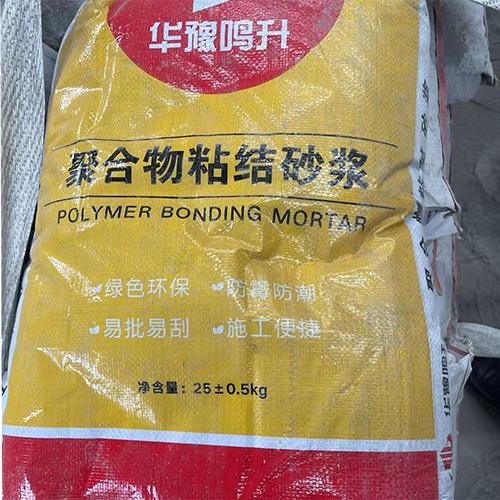 华豫鸣升
聚合物粘结砂浆
POLYMER BONDING MORTAR
绿色环保 防霉防潮
易批易刮 施工便捷
净含量：25±0.5kg